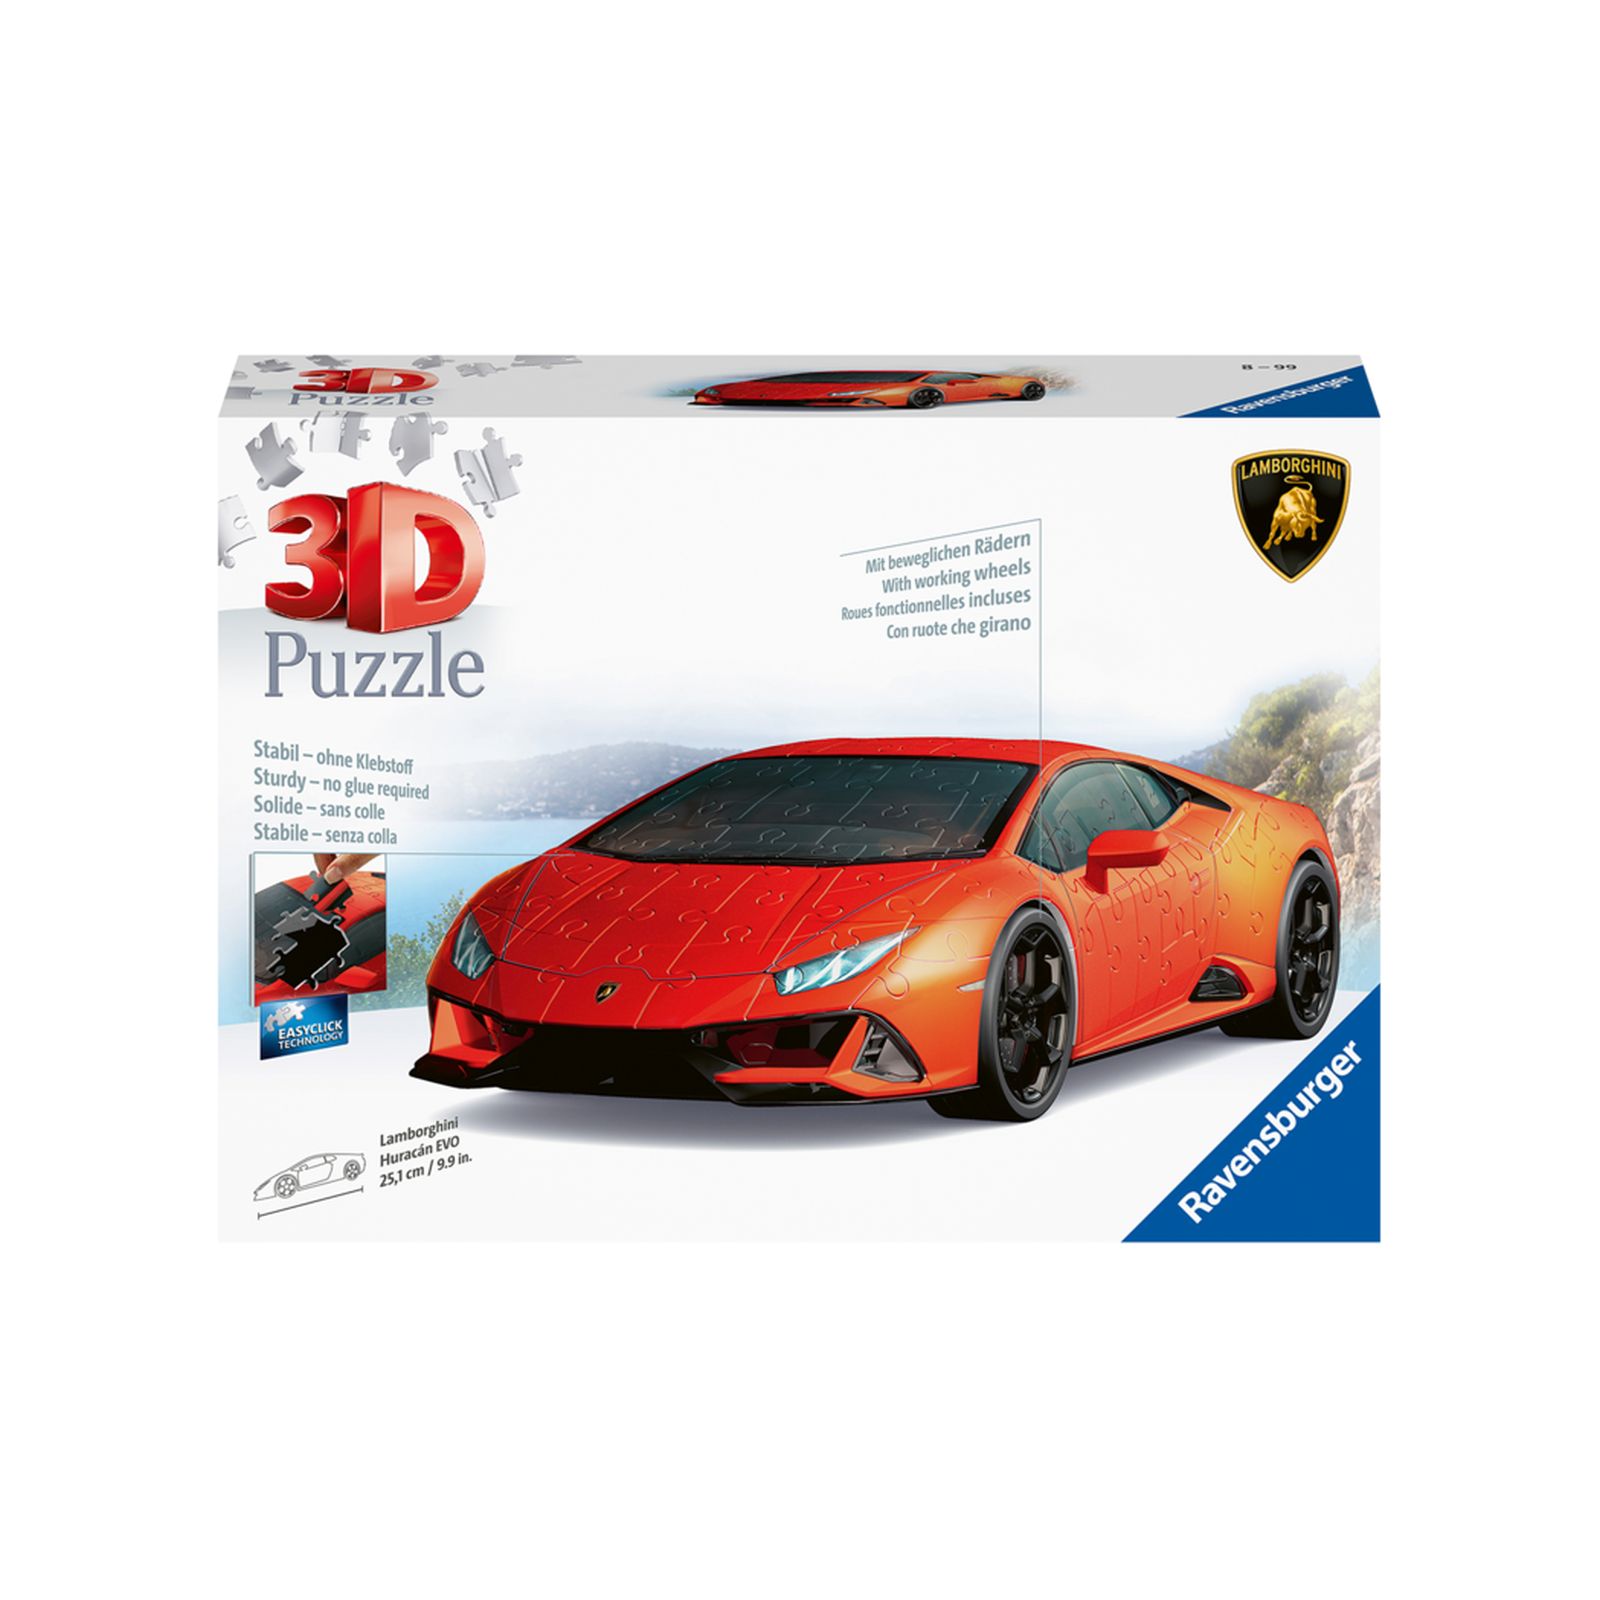 3D
Puzzle
8 – 99
Ravensburger
LAMBORGHINI
3D
Puzzle
Mit beweglichen Rädern
With working wheels
Roues fonctionnelles incluses
Con ruote che girano
Stabil – ohne Klebstoff
Sturdy – no glue required
Solide – sans colle
Stabile – senza colla
EASYCLICK
TECHNOLOGY
Lamborghini
Huracán EVO
25,1 cm / 9.9 in.
Ravensburger